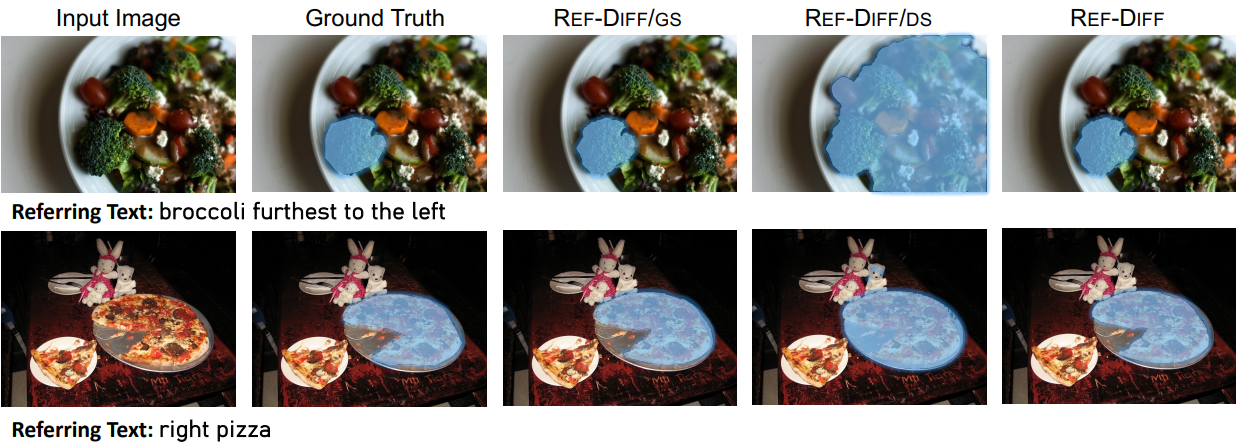 Input Image Ground Truth REF-DIFF/GS REF-DIFF/DS REF-DIFF
Referring Text: broccoli furthest to the left
Referring Text: right pizza